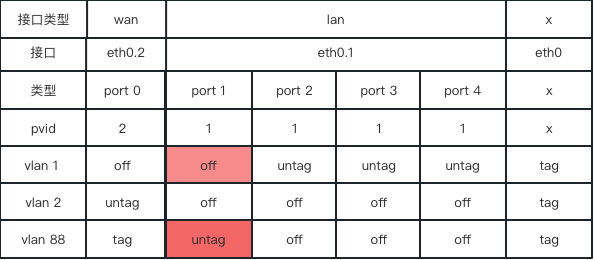 接口类型 wan lan x
接口 eth0.2 eth0.1 eth0
类型 port 0 port 1 port 2 port 3 port 4 x
pvid 2 1 1 1 1 x
vlan 1 off off untag untag untag tag
vlan 2 untag off off off off tag
vlan 88 tag untag off off off tag